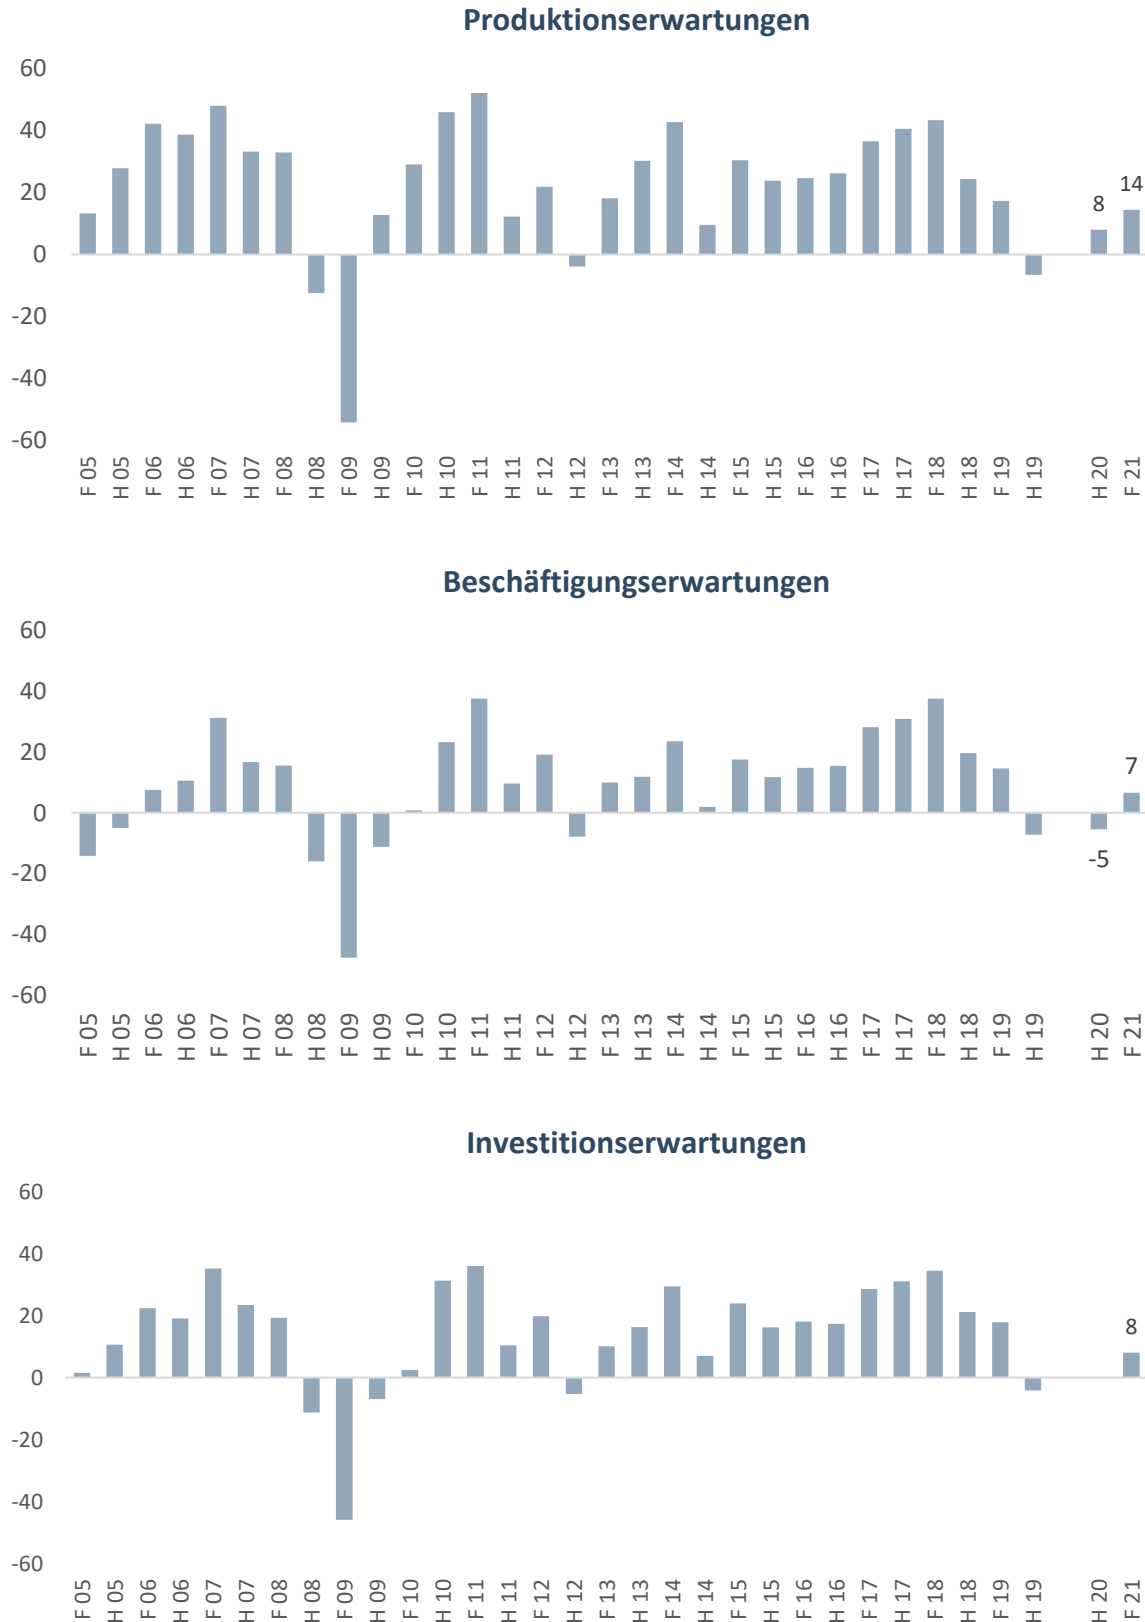 Produktionserwartungen
60
40
20
0
-20
-40
-60
8
14
F 05
H 05
F 06
H 06
F 07
H 07
F 08
H 08
F 09
H 09
F 10
H 10
F 11
H 11
F 12
H 12
F 13
H 13
F 14
H 14
F 15
H 15
F 16
H 16
F 17
H 17
F 18
H 18
F 19
H 19
H 20
F 21
Beschäftigungserwartungen
60
40
20
0
-20
-40
-60
-5
7
F 05
H 05
F 06
H 06
F 07
H 07
F 08
H 08
F 09
H 09
F 10
H 10
F 11
H 11
F 12
H 12
F 13
H 13
F 14
H 14
F 15
H 15
F 16
H 16
F 17
H 17
F 18
H 18
F 19
H 19
H 20
F 21
Investitionserwartungen
60
40
20
0
-20
-40
-60
8
F 05
H 05
F 06
H 06
F 07
H 07
F 08
H 08
F 09
H 09
F 10
H 10
F 11
H 11
F 12
H 12
F 13
H 13
F 14
H 14
F 15
H 15
F 16
H 16
F 17
H 17
F 18
H 18
F 19
H 19
H 20
F 21